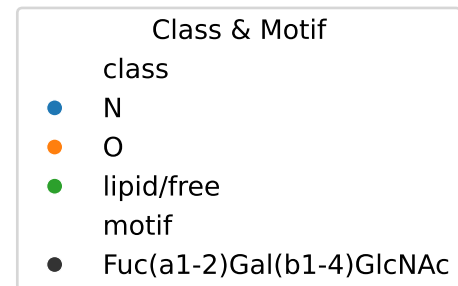 Class & Motif
class
N
O
lipid/free
motif
Fuc(a1-2)Gal(b1-4)GlcNAc